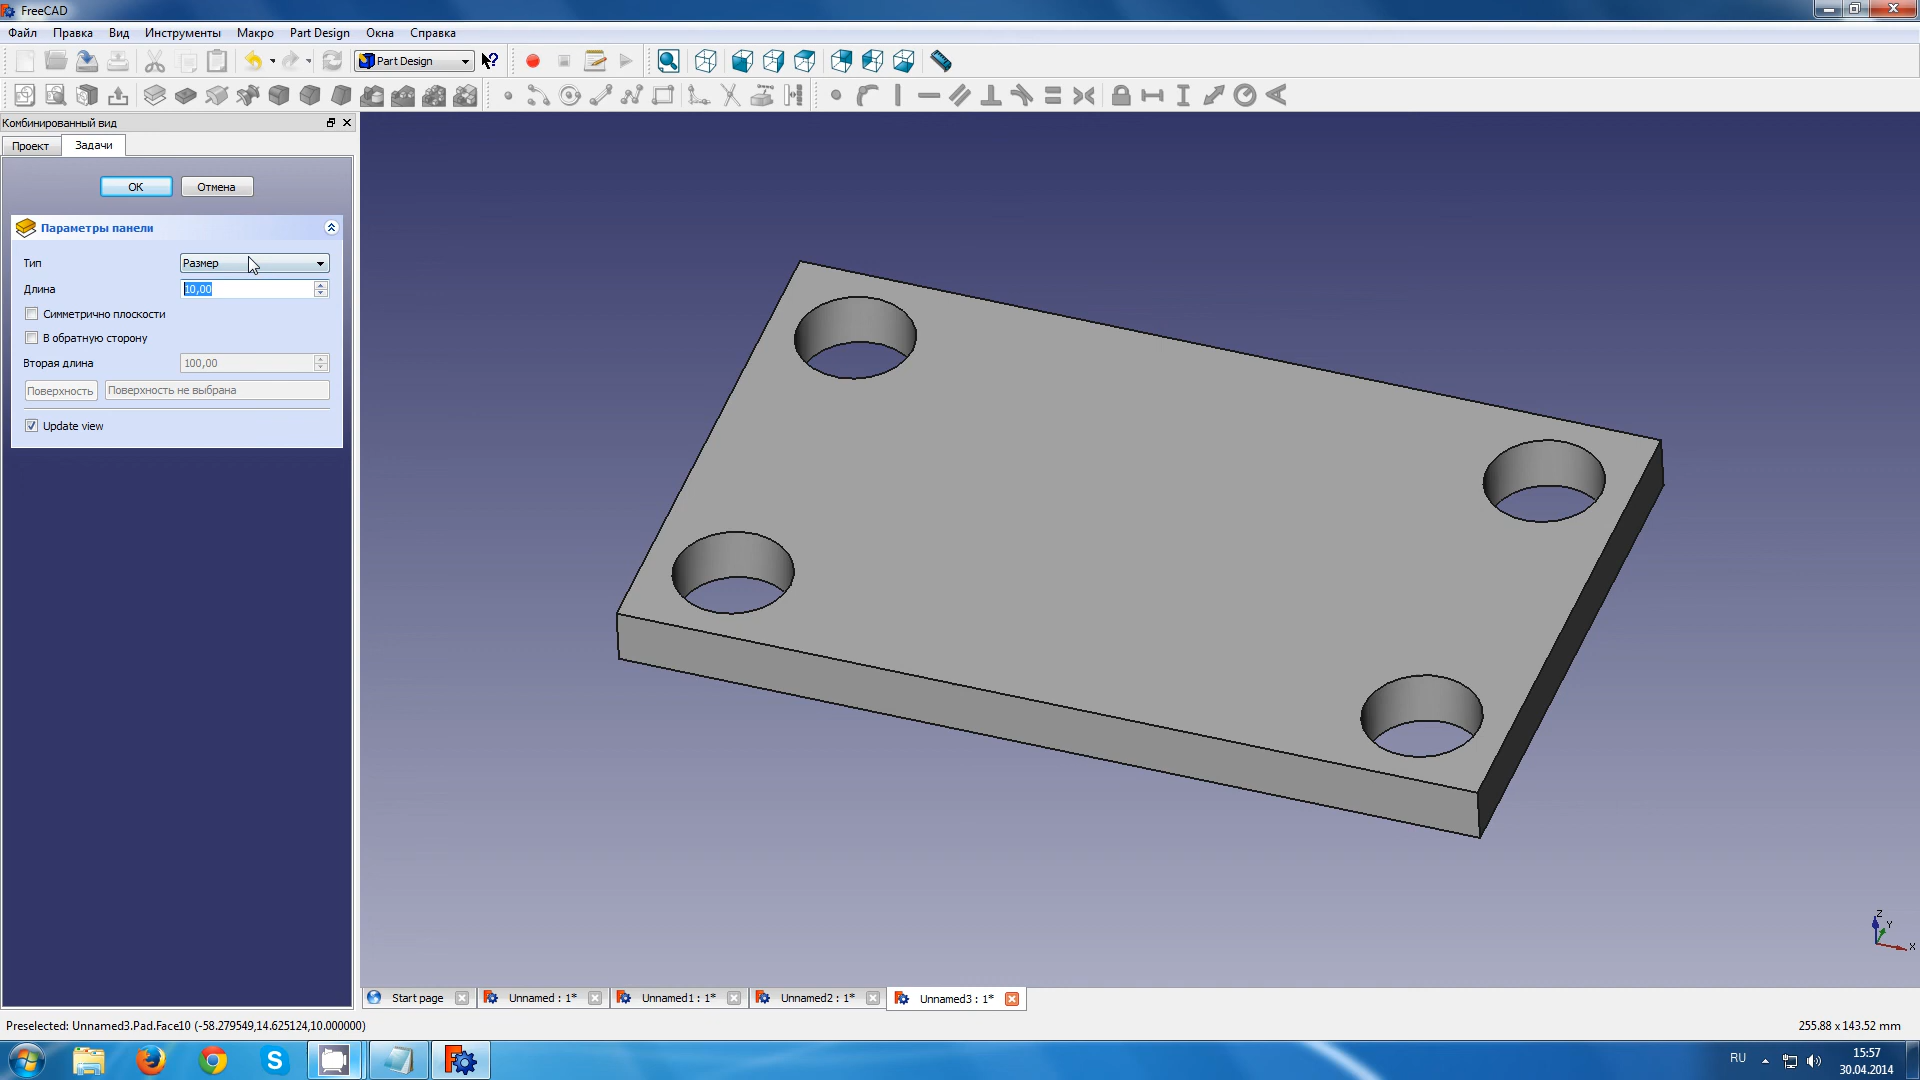 FreeCAD
Файл Правка Вид Инструменты Макро Part Design Окна Справка
Part Design
Комбинированный вид
Проект Задачи
OK Отмена
Параметры панели
Тип Размер
Длина 10,00
Симметрично плоскости
В обратную сторону
Вторая длина 100,00
Поверхность Поверхность не выбрана
Update view
Z
Y
X
Start page Unnamed : 1* Unnamed1 : 1* Unnamed2 : 1* Unnamed3 : 1*
Preselected: Unnamed3.Pad.Face10 (-58.279549,14.625124,10.000000) 255.88 x 143.52 mm
RU 15:57
30.04.2014